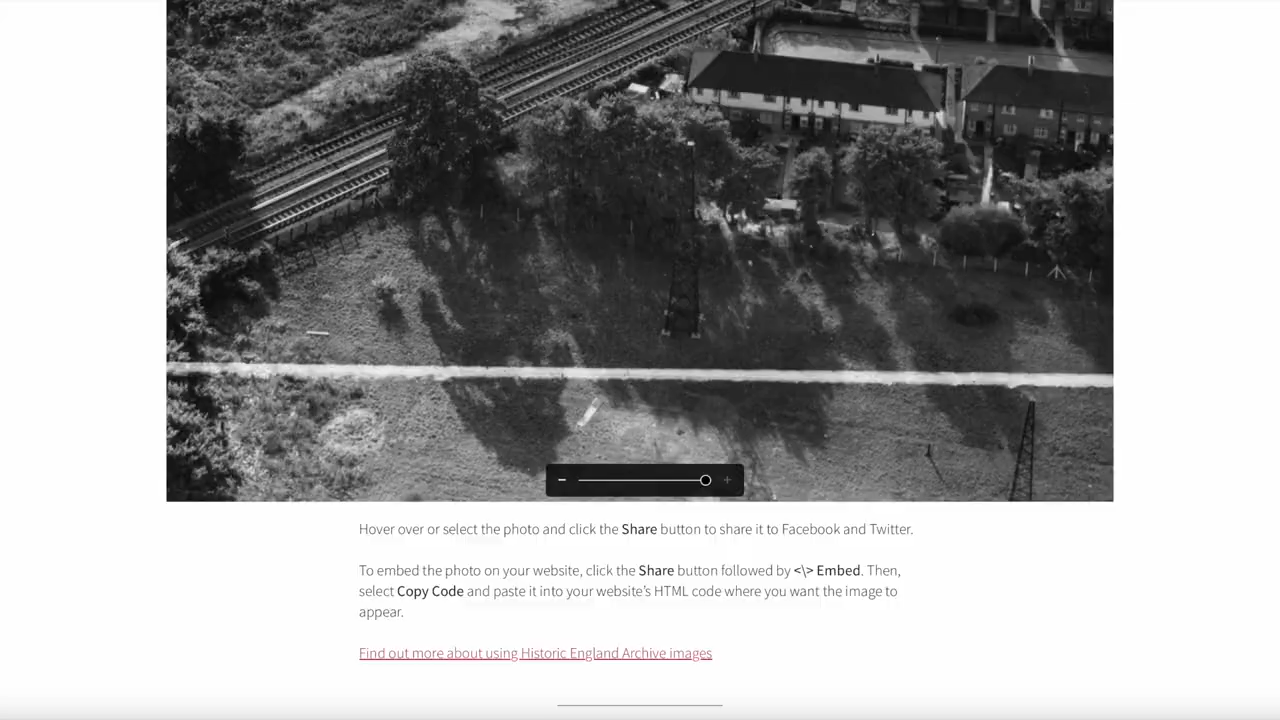 Hover over or select the photo and click the Share button to share it to Facebook and Twitter.
To embed the photo on your website, click the Share button followed by <\> Embed. Then,
select Copy Code and paste it into your website's HTML code where you want the image to
appear.
Find out more about using Historic England Archive images